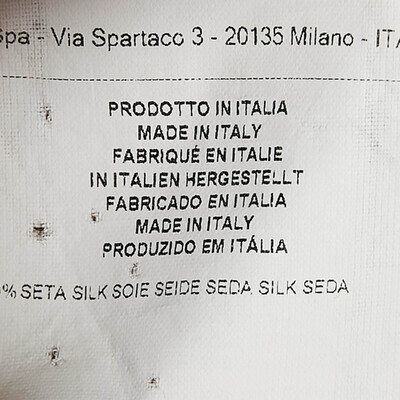 Spa - Via Spartaco 3 - 20135 Milano - ITA
PRODOTTO IN ITALIA
MADE IN ITALY
FABRIQUÉ EN ITALIE
IN ITALIEN HERGESTELLT
FABRICADO EN ITALIA
MADE IN ITALY
PRODUZIDO EM ITÁLIA
% SETA SILK SOIE SEIDE SEDA SILK SEDA